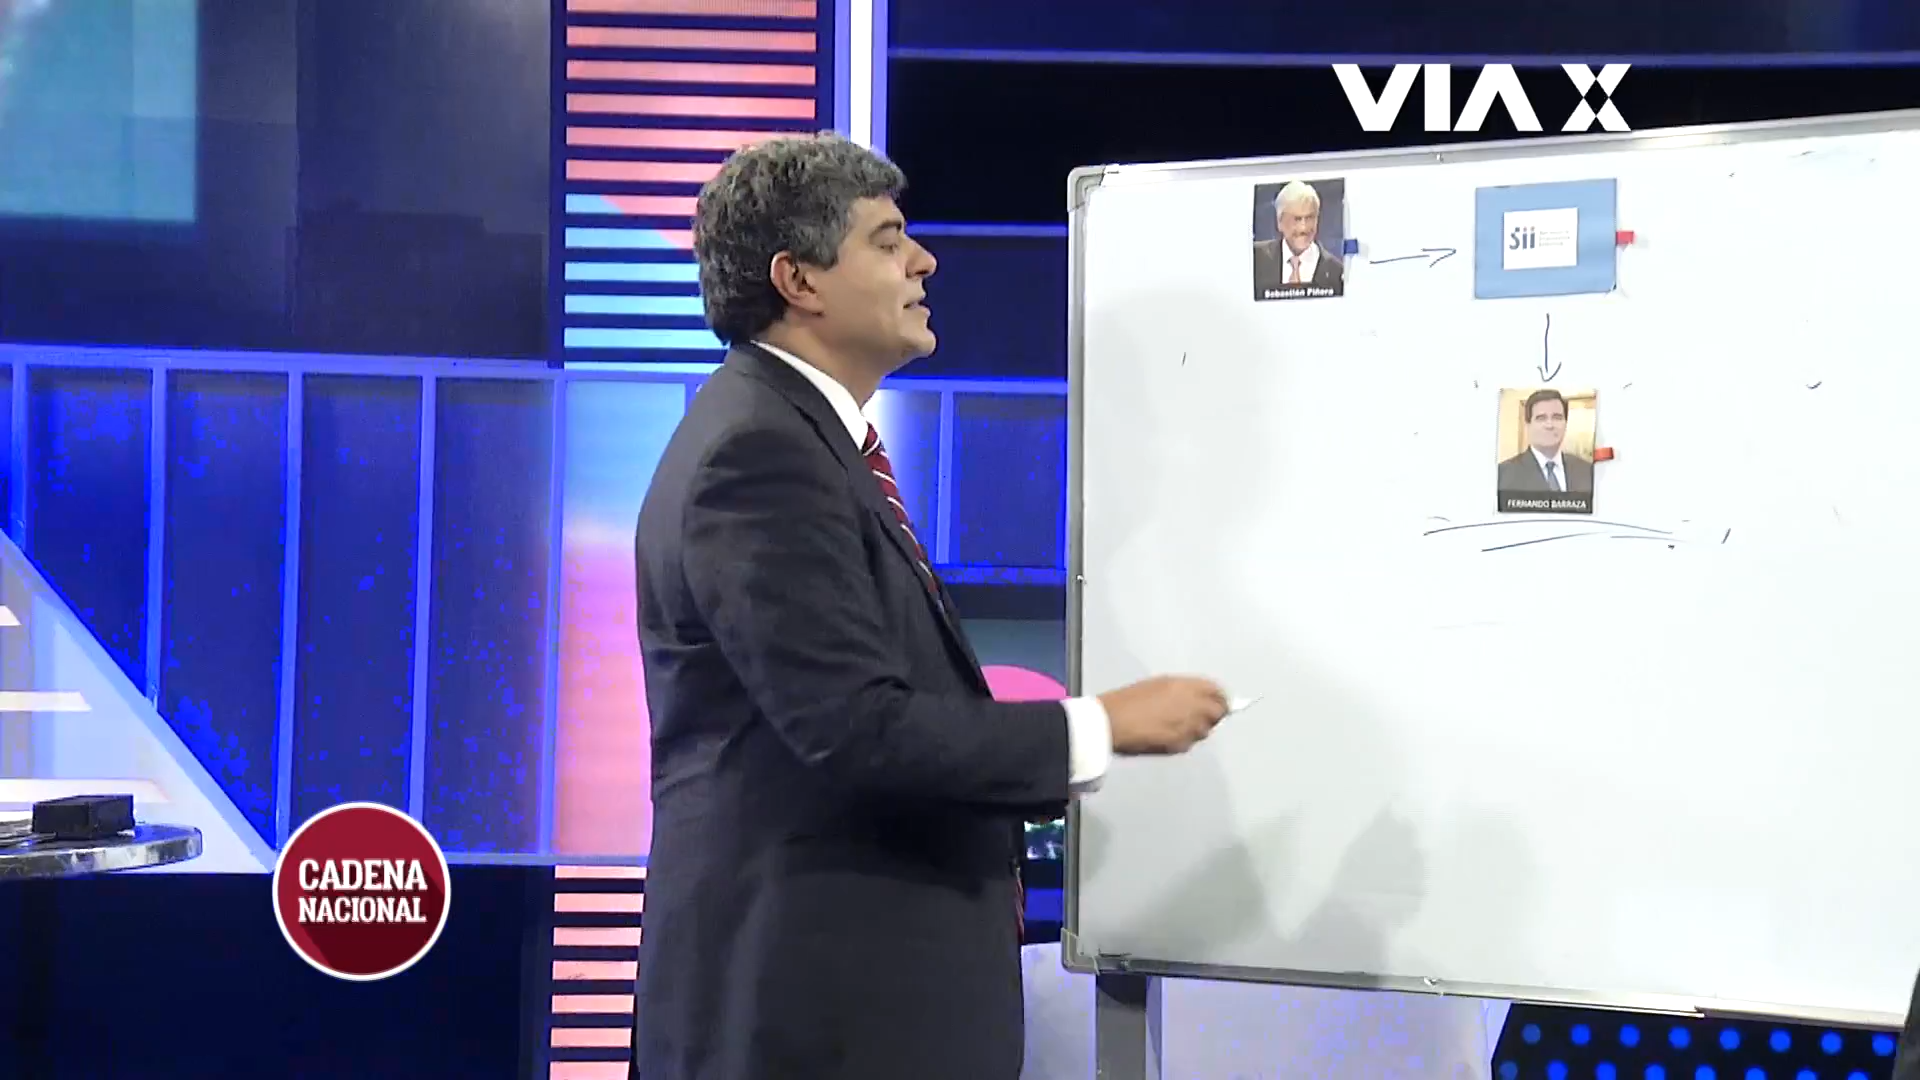 VIA X
Sebastián Piñera
Sii
FERNANDO BARRAZA
CADENA
NACIONAL